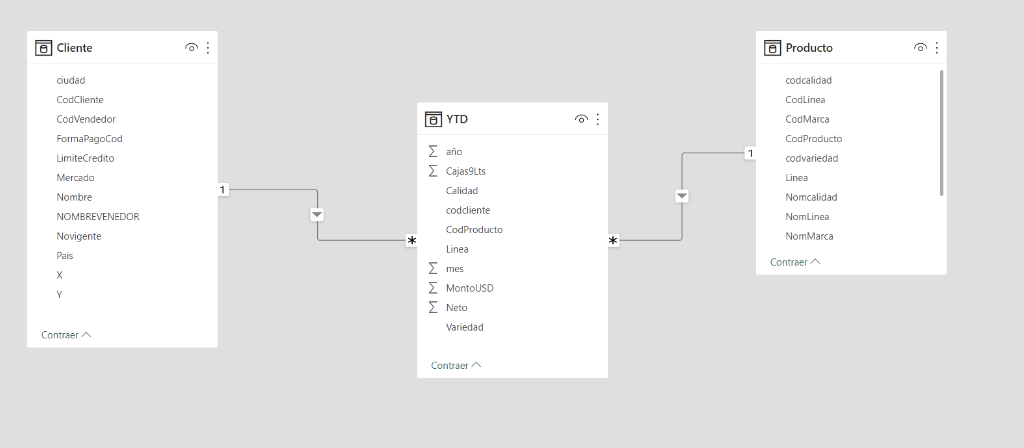 Cliente
ciudad
CodCliente
CodVendedor
FormaPagoCod
LimiteCredito
Mercado
Nombre
NOMBREVENEDOR
Novigente
Pais
X
Y
Contraer
1
*
YTD
Σ año
Σ Cajas9Lts
Calidad
codcliente
CodProducto
Linea
Σ mes
Σ MontoUSD
Σ Neto
Variedad
Contraer
*
1
Producto
codcalidad
CodLinea
CodMarca
CodProducto
codvariedad
Linea
Nomcalidad
NomLinea
NomMarca
Contraer